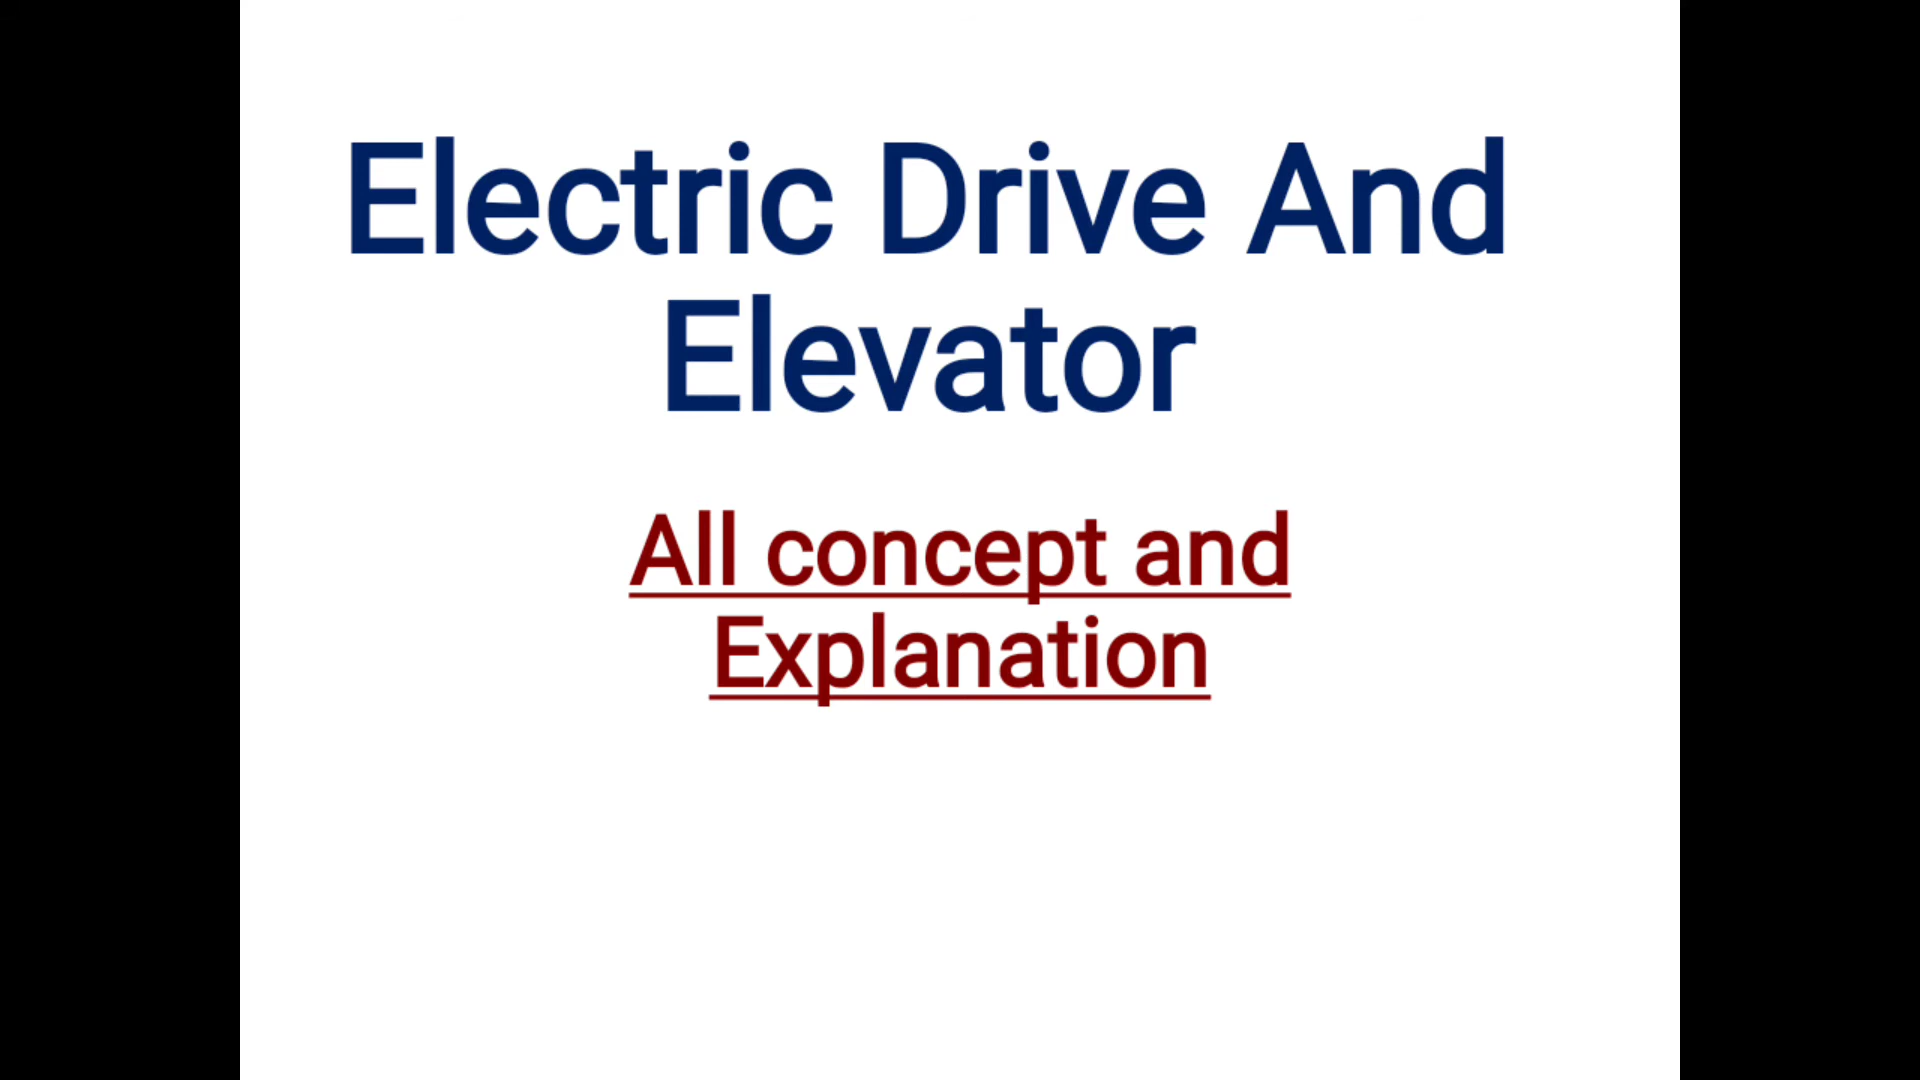 Electric Drive And
Elevator
All concept and
Explanation